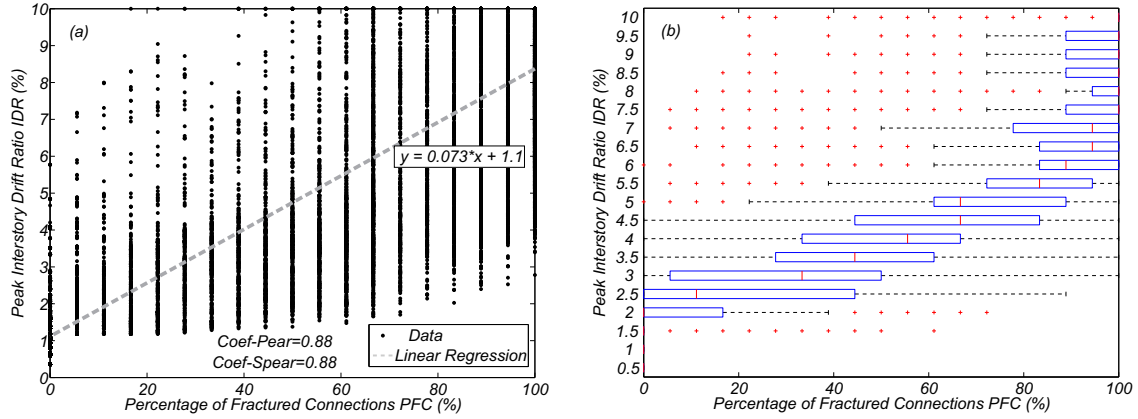 (a)
Peak Interstory Drift Ratio IDR (%)
10
9
8
7
6
5
4
3
2
1
0
y = 0.073*x + 1.1
Coef-Pear=0.88
Coef-Spear=0.88
Data
Linear Regression
0 20 40 60 80 100
Percentage of Fractured Connections PFC (%)
(b)
Peak Interstory Drift Ratio IDR (%)
10
9.5
9
8.5
8
7.5
7
6.5
6
5.5
5
4.5
4
3.5
3
2.5
2
1.5
1
0.5
0 20 40 60 80 100
Percentage of Fractured Connections PFC (%)